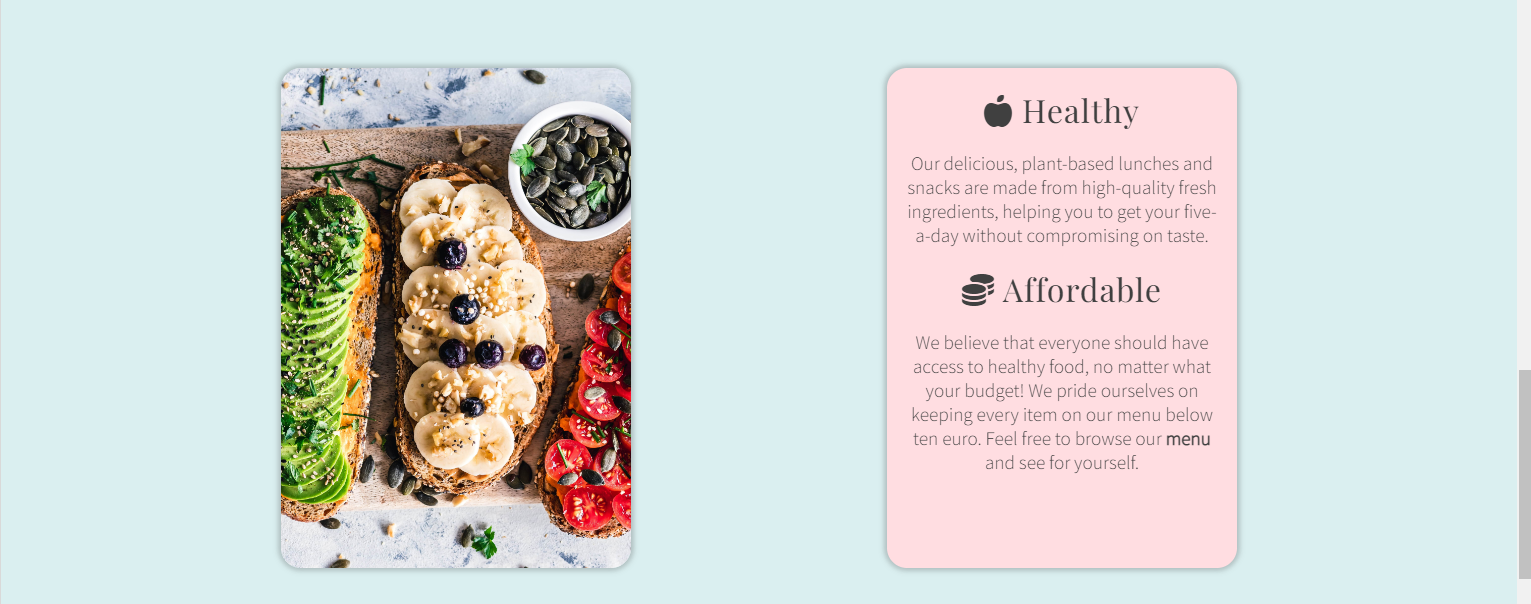 Healthy
Our delicious, plant-based lunches and
snacks are made from high-quality fresh
ingredients, helping you to get your five-
a-day without compromising on taste.
Affordable
We believe that everyone should have
access to healthy food, no matter what
your budget! We pride ourselves on
keeping every item on our menu below
ten euro. Feel free to browse our menu
and see for yourself.